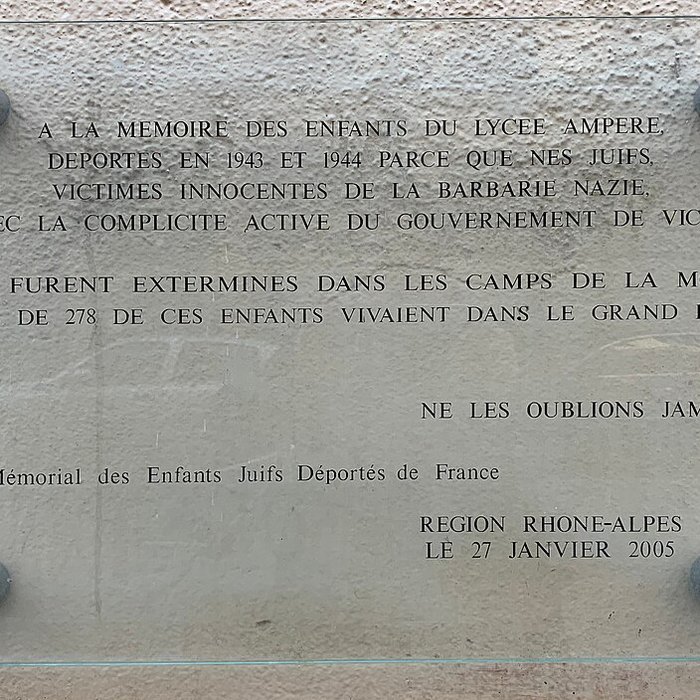 A LA MEMOIRE DES ENFANTS DU LYCEE AMPERE,
DEPORTES EN 1943 ET 1944 PARCE QUE NES JUIFS,
VICTIMES INNOCENTES DE LA BARBARIE NAZIE,
EC LA COMPLICITE ACTIVE DU GOUVERNEMENT DE VIC
FURENT EXTERMINES DANS LES CAMPS DE LA M
DE 278 DE CES ENFANTS VIVAIENT DANS LE GRAND
NE LES OUBLIONS JAM
Mémorial des Enfants Juifs Déportés de France
REGION RHONE-ALPES
LE 27 JANVIER 2005